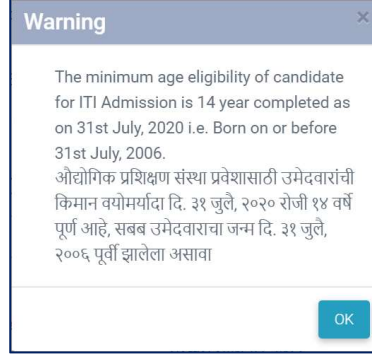 Warning
×
The minimum age eligibility of candidate
for ITI Admission is 14 year completed as
on 31st July, 2020 i.e. Born on or before
31st July, 2006.
औद्योगिक प्रशिक्षण संस्था प्रवेशासाठी उमेदवारांची
किमान वयोमर्यादा दि. ३१ जुलै, २०२० रोजी १४ वर्षे
पूर्ण आहे, सबब उमेदवाराचा जन्म दि. ३१ जुलै,
२००६ पूर्वी झालेला असावा
OK